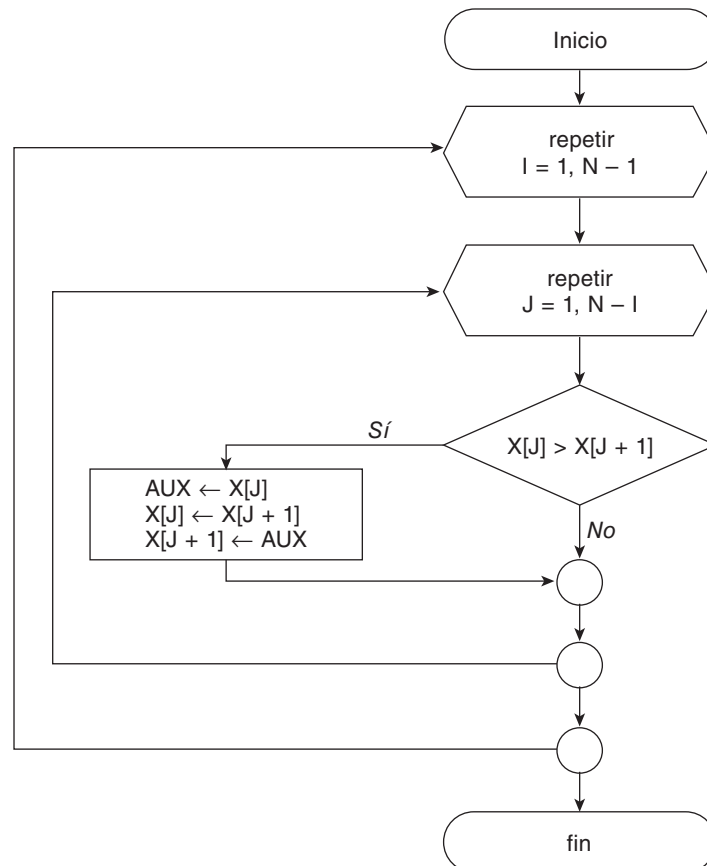 Inicio
repetir
I = 1, N – 1
repetir
J = 1, N – I
X[J] > X[J + 1]
Sí
AUX ← X[J]
X[J] ← X[J + 1]
X[J + 1] ← AUX
No
fin